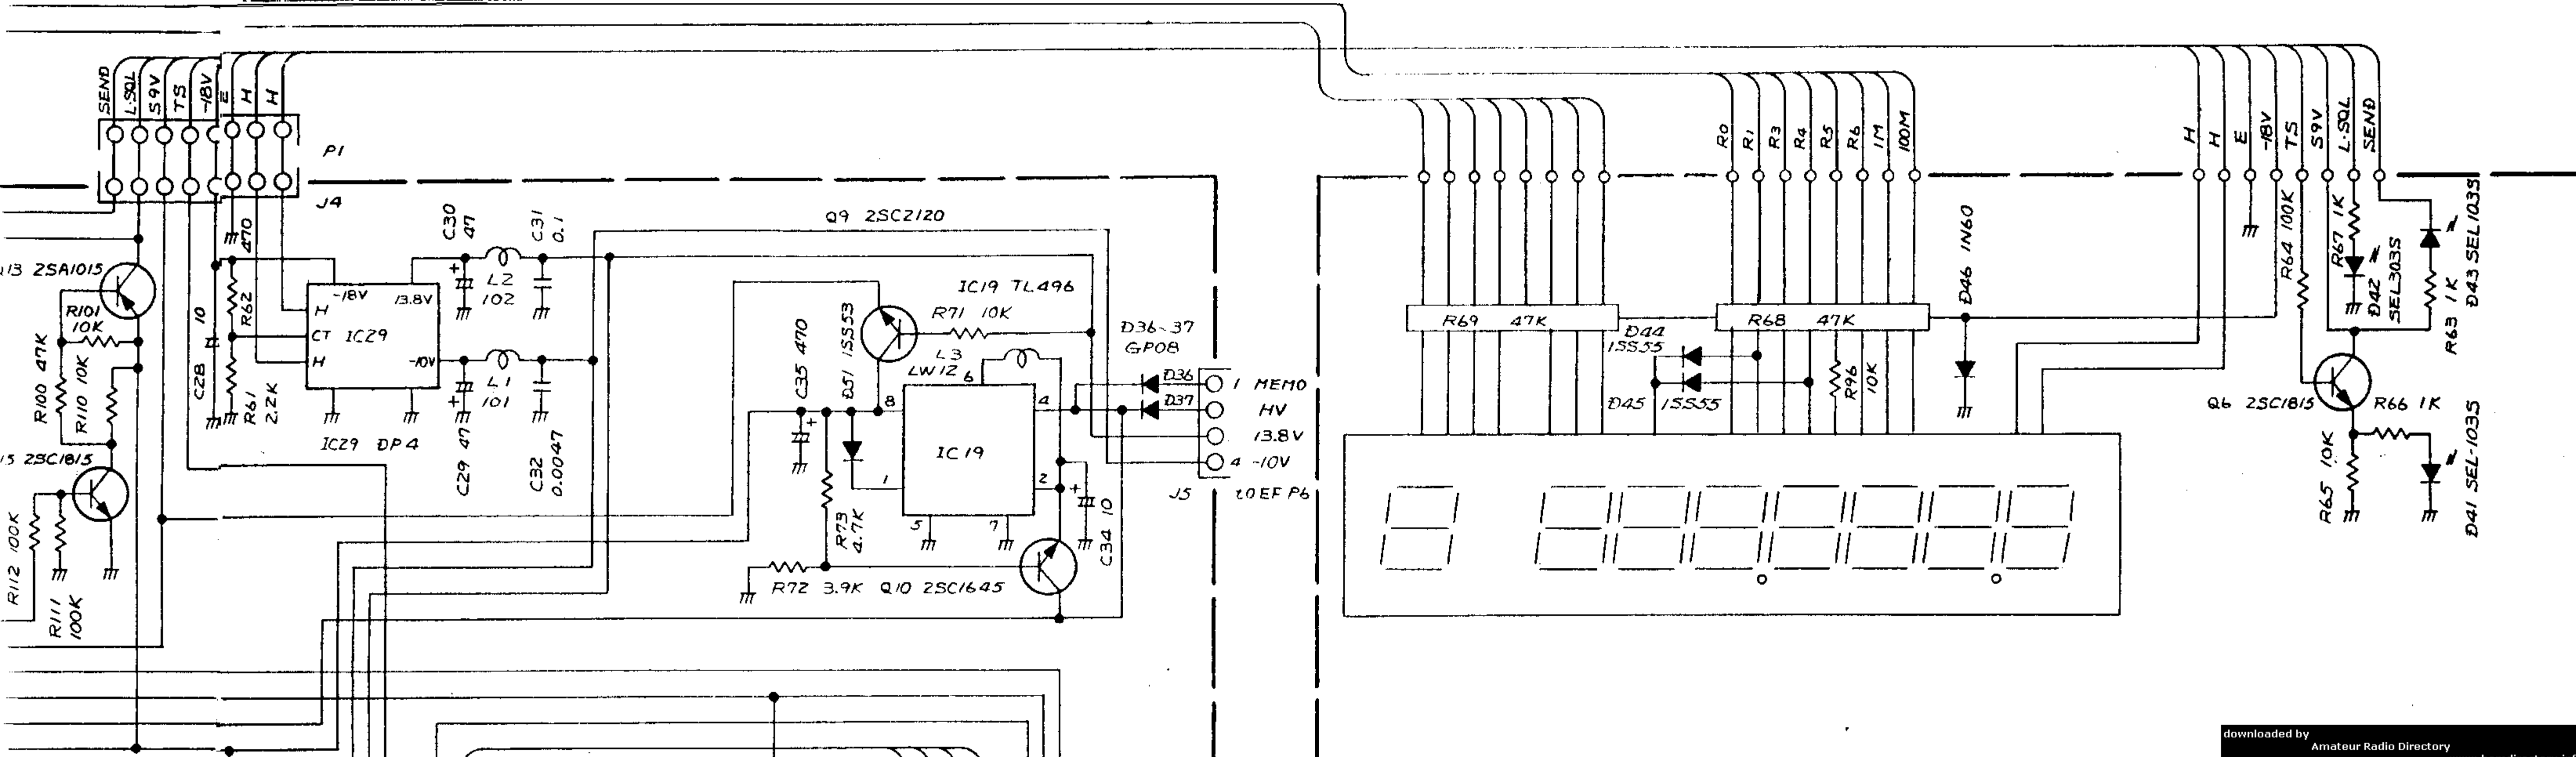 SEND
L·SQL
S9V
TS
-18V
E
H
H
P1
J4
R0
R1
R3
R4
R5
R6
1M
100M
H
H
E
-18V
TS
S9V
L·SQL
SEND
13 2SA1015
R101
10K
R100 47K
R110 10K
15 2SC1815
R112 100K
R111
100K
C28 10
470
R62
R61
2.2K
-18V
13.8V
H
CT
IC29
H
-10V
IC29 DP4
C30
47
L2
102
C31
0.1
L1
101
C29 47
C32
0.0047
Q9 2SC2120
IC19 TL496
R71 10K
L3
LW12
6
C35 470
D51 1SS53
8
4
IC19
1
2
5
7
R73
4.7K
R72 3.9K
Q10 2SC1645
C34 10
D36~37
GP08
D36
D37
1 MEMO
HV
13.8V
4 -10V
J5
TO EF P6
R69 47K
R68 47K
D44
1SS55
D45 1SS55
R96
10K
D46 1N60
R64 100K
R67 1K
D42
SEL303S
R63 1K
D43 SEL103S
Q6 2SC1815
R66 1K
R65 10K
D41 SEL-103S
downloaded by
Amateur Radio Directory